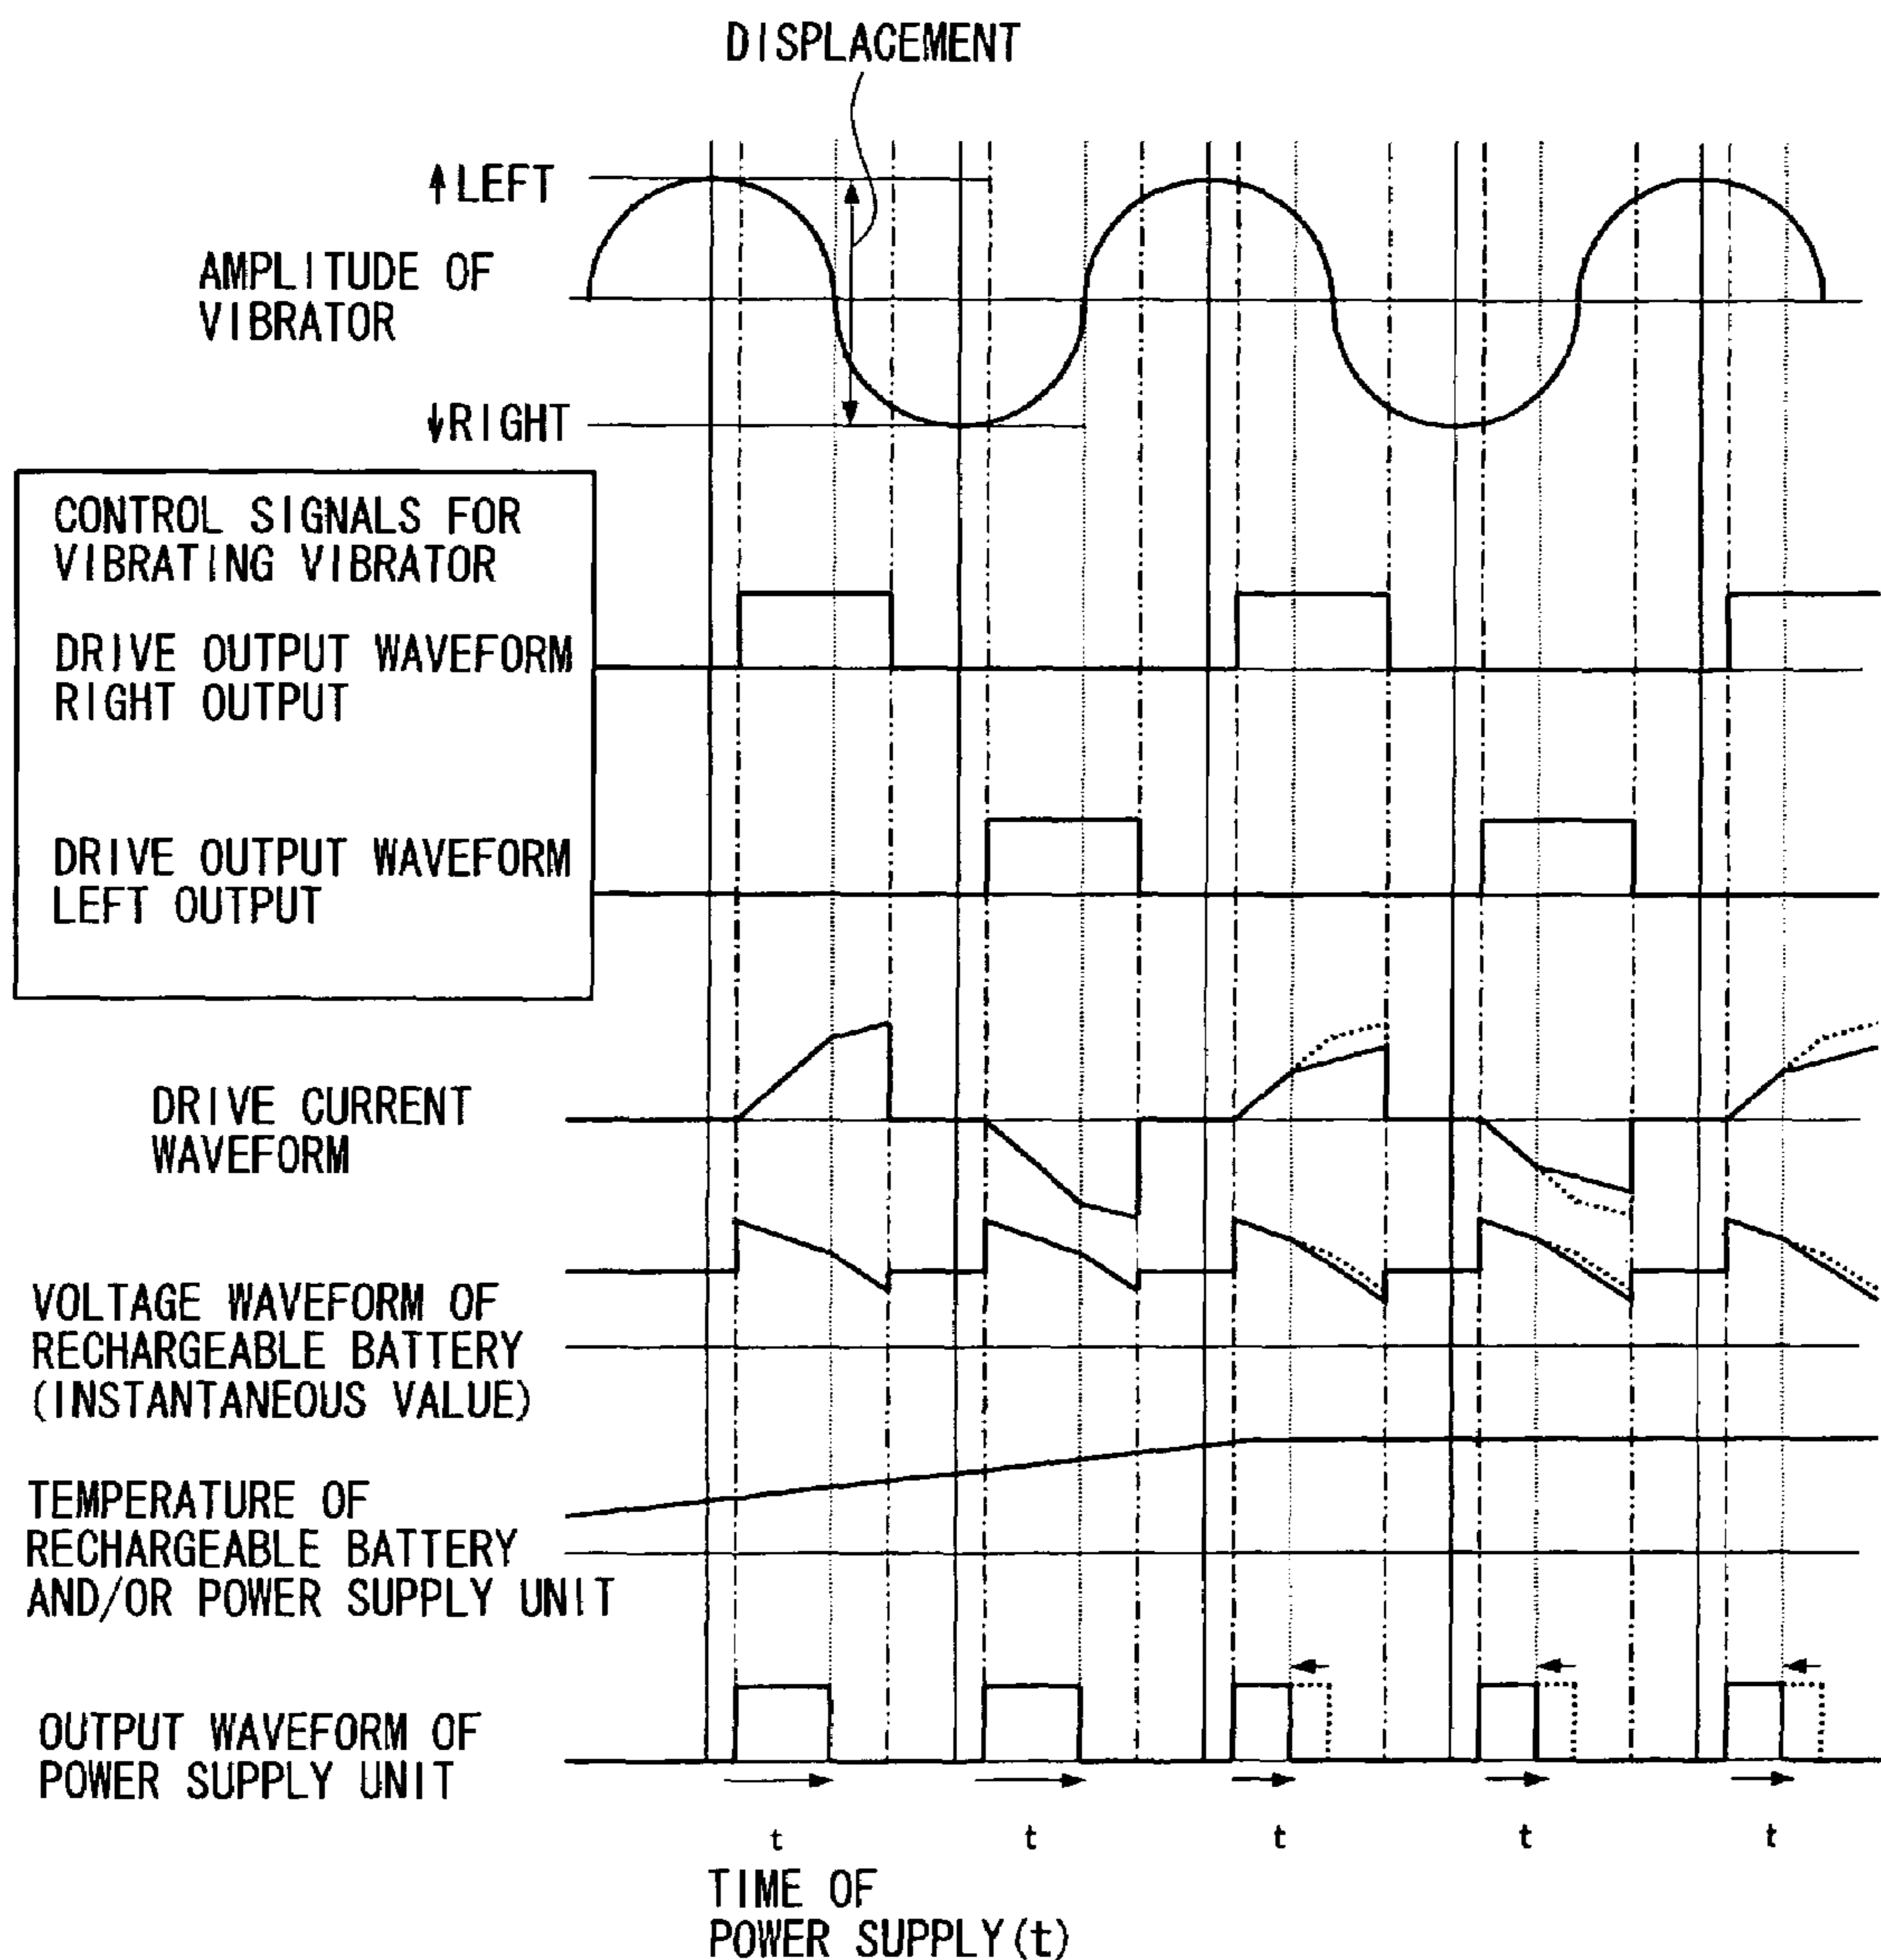 DISPLACEMENT
↑LEFT
AMPLITUDE OF
VIBRATOR
↓RIGHT
CONTROL SIGNALS FOR
VIBRATING VIBRATOR
DRIVE OUTPUT WAVEFORM
RIGHT OUTPUT
DRIVE OUTPUT WAVEFORM
LEFT OUTPUT
DRIVE CURRENT
WAVEFORM
VOLTAGE WAVEFORM OF
RECHARGEABLE BATTERY
(INSTANTANEOUS VALUE)
TEMPERATURE OF
RECHARGEABLE BATTERY
AND/OR POWER SUPPLY UNIT
OUTPUT WAVEFORM OF
POWER SUPPLY UNIT
t t t t t
TIME OF
POWER SUPPLY(t)